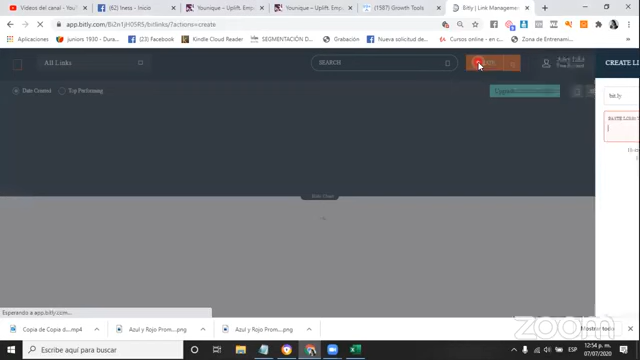 Videos del canal - You
(62) Iness - Inicio
Younique – Uplift. Emp
Younique – Uplift. Emp
(1587) Growth Tools
Bitly | Link Managemen
app.bitly.com/Bi2n1jH05R5/bitlinks/?actions=create
Aplicaciones
juniors 1930 - Dura...
(23) Facebook
Kindle Cloud Reader
SEGMENTACIÓN D
Grabación
Nueva solicitud de...
Cursos online - cr...
Zona de Entrenami...
All Links
SEARCH
CREATE LI
Date Created
Top Performing
Upgrade
bit.ly
PASTE LONG U
Esperando a app.bitly.com...
Copia de Copia d....mp4
Azul y Rojo Prom....png
Azul y Rojo Prom....png
Mostrar todo
zoom
Escribe aquí para buscar
ESP
12:54 p. m.
07/07/2020